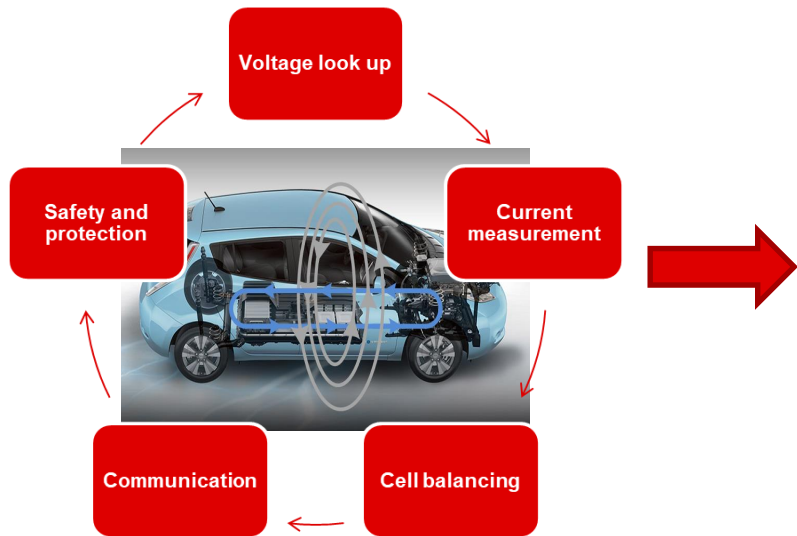 Voltage look up
Safety and
protection
Current
measurement
Communication
Cell balancing